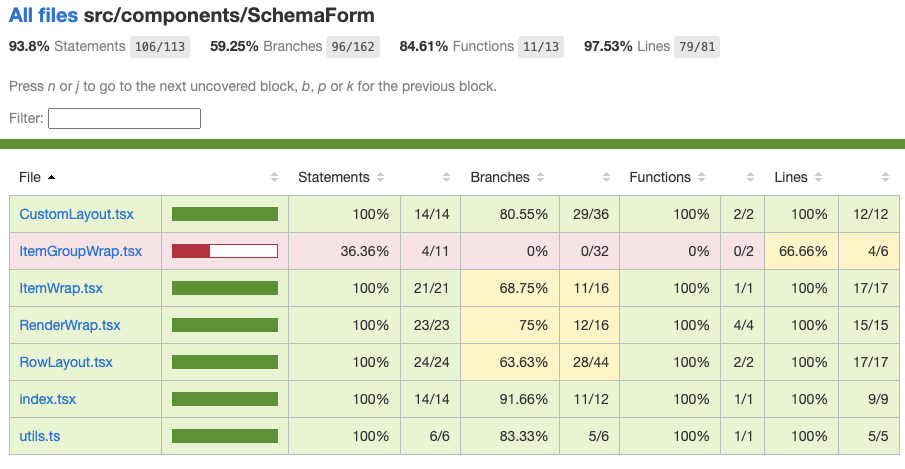 All files src/components/SchemaForm
93.8% Statements 106/113 59.25% Branches 96/162 84.61% Functions 11/13 97.53% Lines 79/81
Press n or j to go to the next uncovered block, b, p or k for the previous block.
Filter:
File Statements Branches Functions Lines
CustomLayout.tsx 100% 14/14 80.55% 29/36 100% 2/2 100% 12/12
ItemGroupWrap.tsx 36.36% 4/11 0% 0/32 0% 0/2 66.66% 4/6
ItemWrap.tsx 100% 21/21 68.75% 11/16 100% 1/1 100% 17/17
RenderWrap.tsx 100% 23/23 75% 12/16 100% 4/4 100% 15/15
RowLayout.tsx 100% 24/24 63.63% 28/44 100% 2/2 100% 17/17
index.tsx 100% 14/14 91.66% 11/12 100% 1/1 100% 9/9
utils.ts 100% 6/6 83.33% 5/6 100% 1/1 100% 5/5